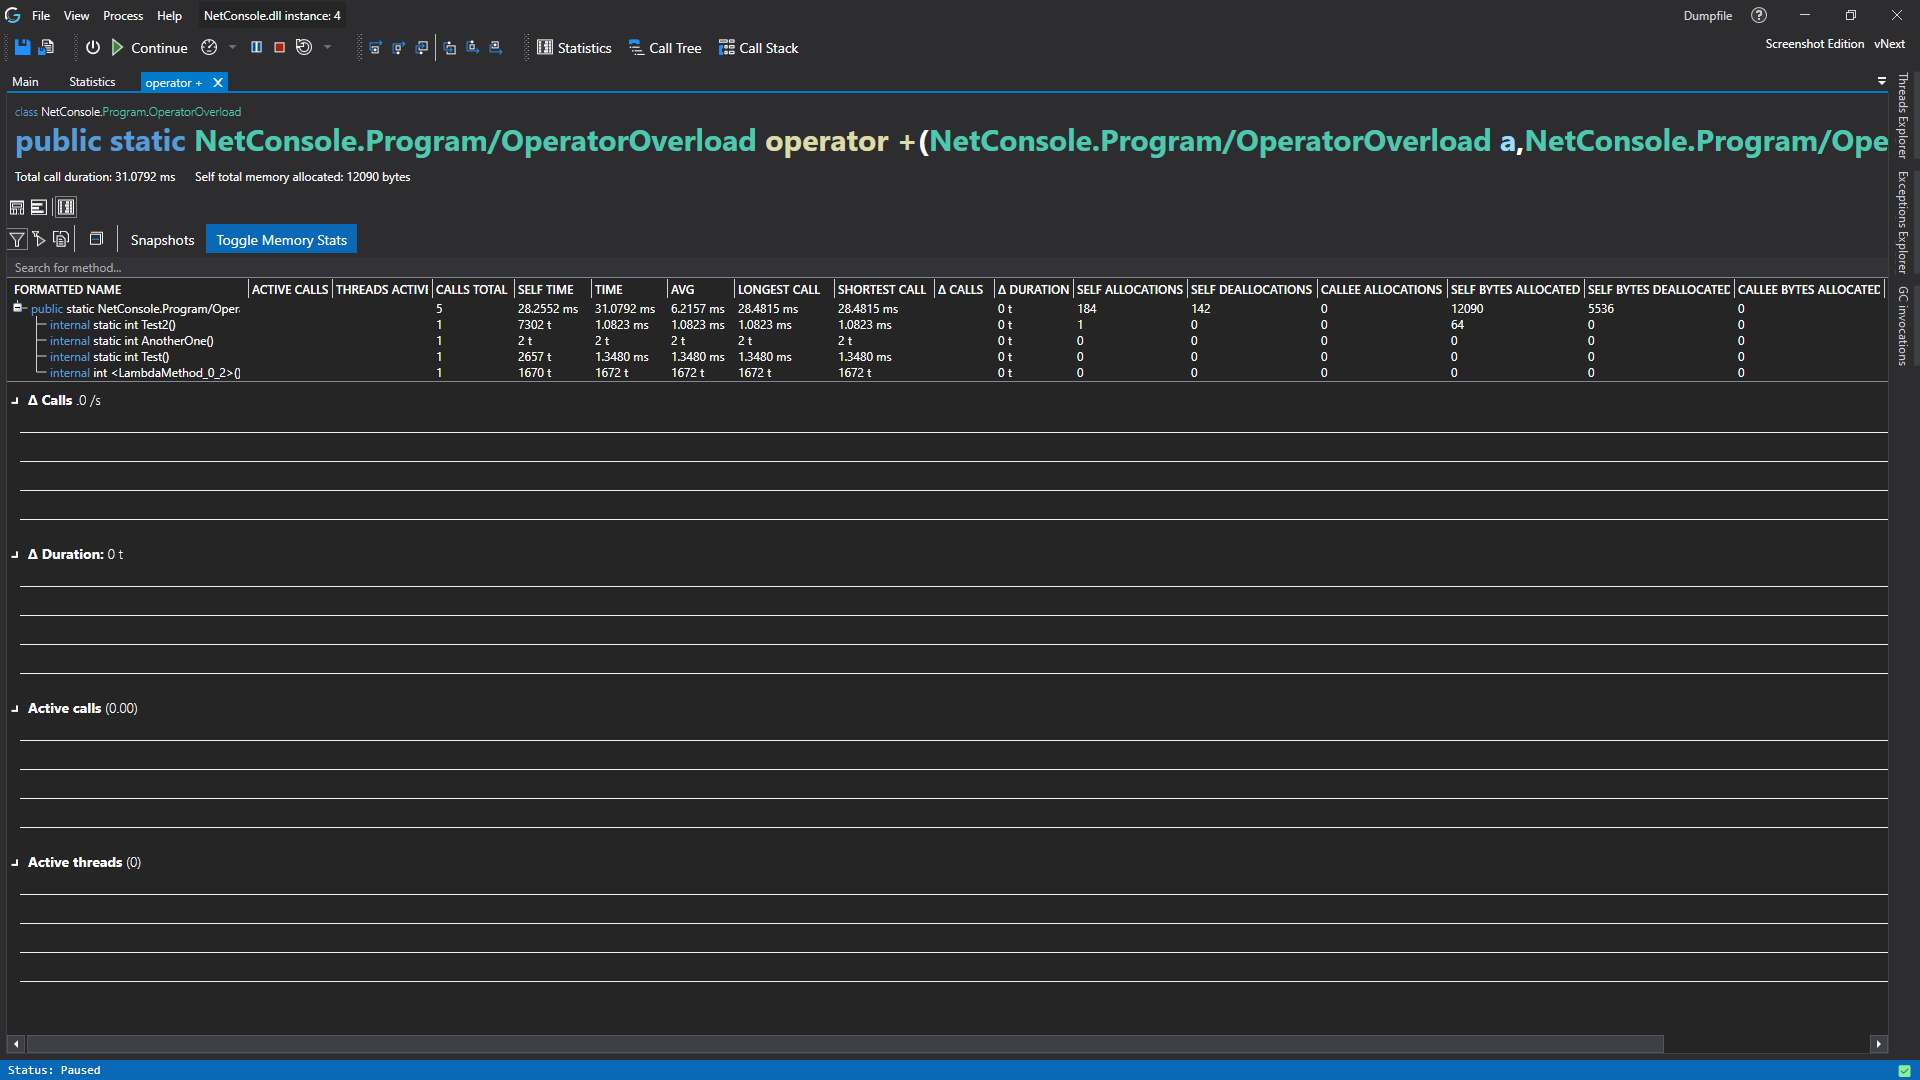 File View Process Help NetConsole.dll instance: 4 Dumpfile
Continue Statistics Call Tree Call Stack Screenshot Edition vNext
Main Statistics operator +
class NetConsole.Program.OperatorOverload
public static NetConsole.Program/OperatorOverload operator +(NetConsole.Program/OperatorOverload a,NetConsole.Program/Ope
Total call duration: 31.0792 ms Self total memory allocated: 12090 bytes
Snapshots Toggle Memory Stats
Search for method...
FORMATTED NAME ACTIVE CALLS THREADS ACTIVE CALLS TOTAL SELF TIME TIME AVG LONGEST CALL SHORTEST CALL Δ CALLS Δ DURATION SELF ALLOCATIONS SELF DEALLOCATIONS CALLEE ALLOCATIONS SELF BYTES ALLOCATED SELF BYTES DEALLOCATED CALLEE BYTES ALLOCATED
public static NetConsole.Program/Oper 5 28.2552 ms 31.0792 ms 6.2157 ms 28.4815 ms 28.4815 ms 0 t 184 142 0 12090 5536 0
internal static int Test2() 1 7302 t 1.0823 ms 1.0823 ms 1.0823 ms 1.0823 ms 0 t 1 0 0 64 0 0
internal static int AnotherOne() 1 2 t 2 t 2 t 2 t 2 t 0 t 0 0 0 0 0 0
internal static int Test() 1 2657 t 1.3480 ms 1.3480 ms 1.3480 ms 1.3480 ms 0 t 0 0 0 0 0 0
internal int <LambdaMethod_0_2>() 1 1670 t 1672 t 1672 t 1672 t 1672 t 0 t 0 0 0 0 0 0
Δ Calls .0 /s
Δ Duration: 0 t
Active calls (0.00)
Active threads (0)
Threads Explorer
Exceptions Explorer
GC invocations
Status: Paused